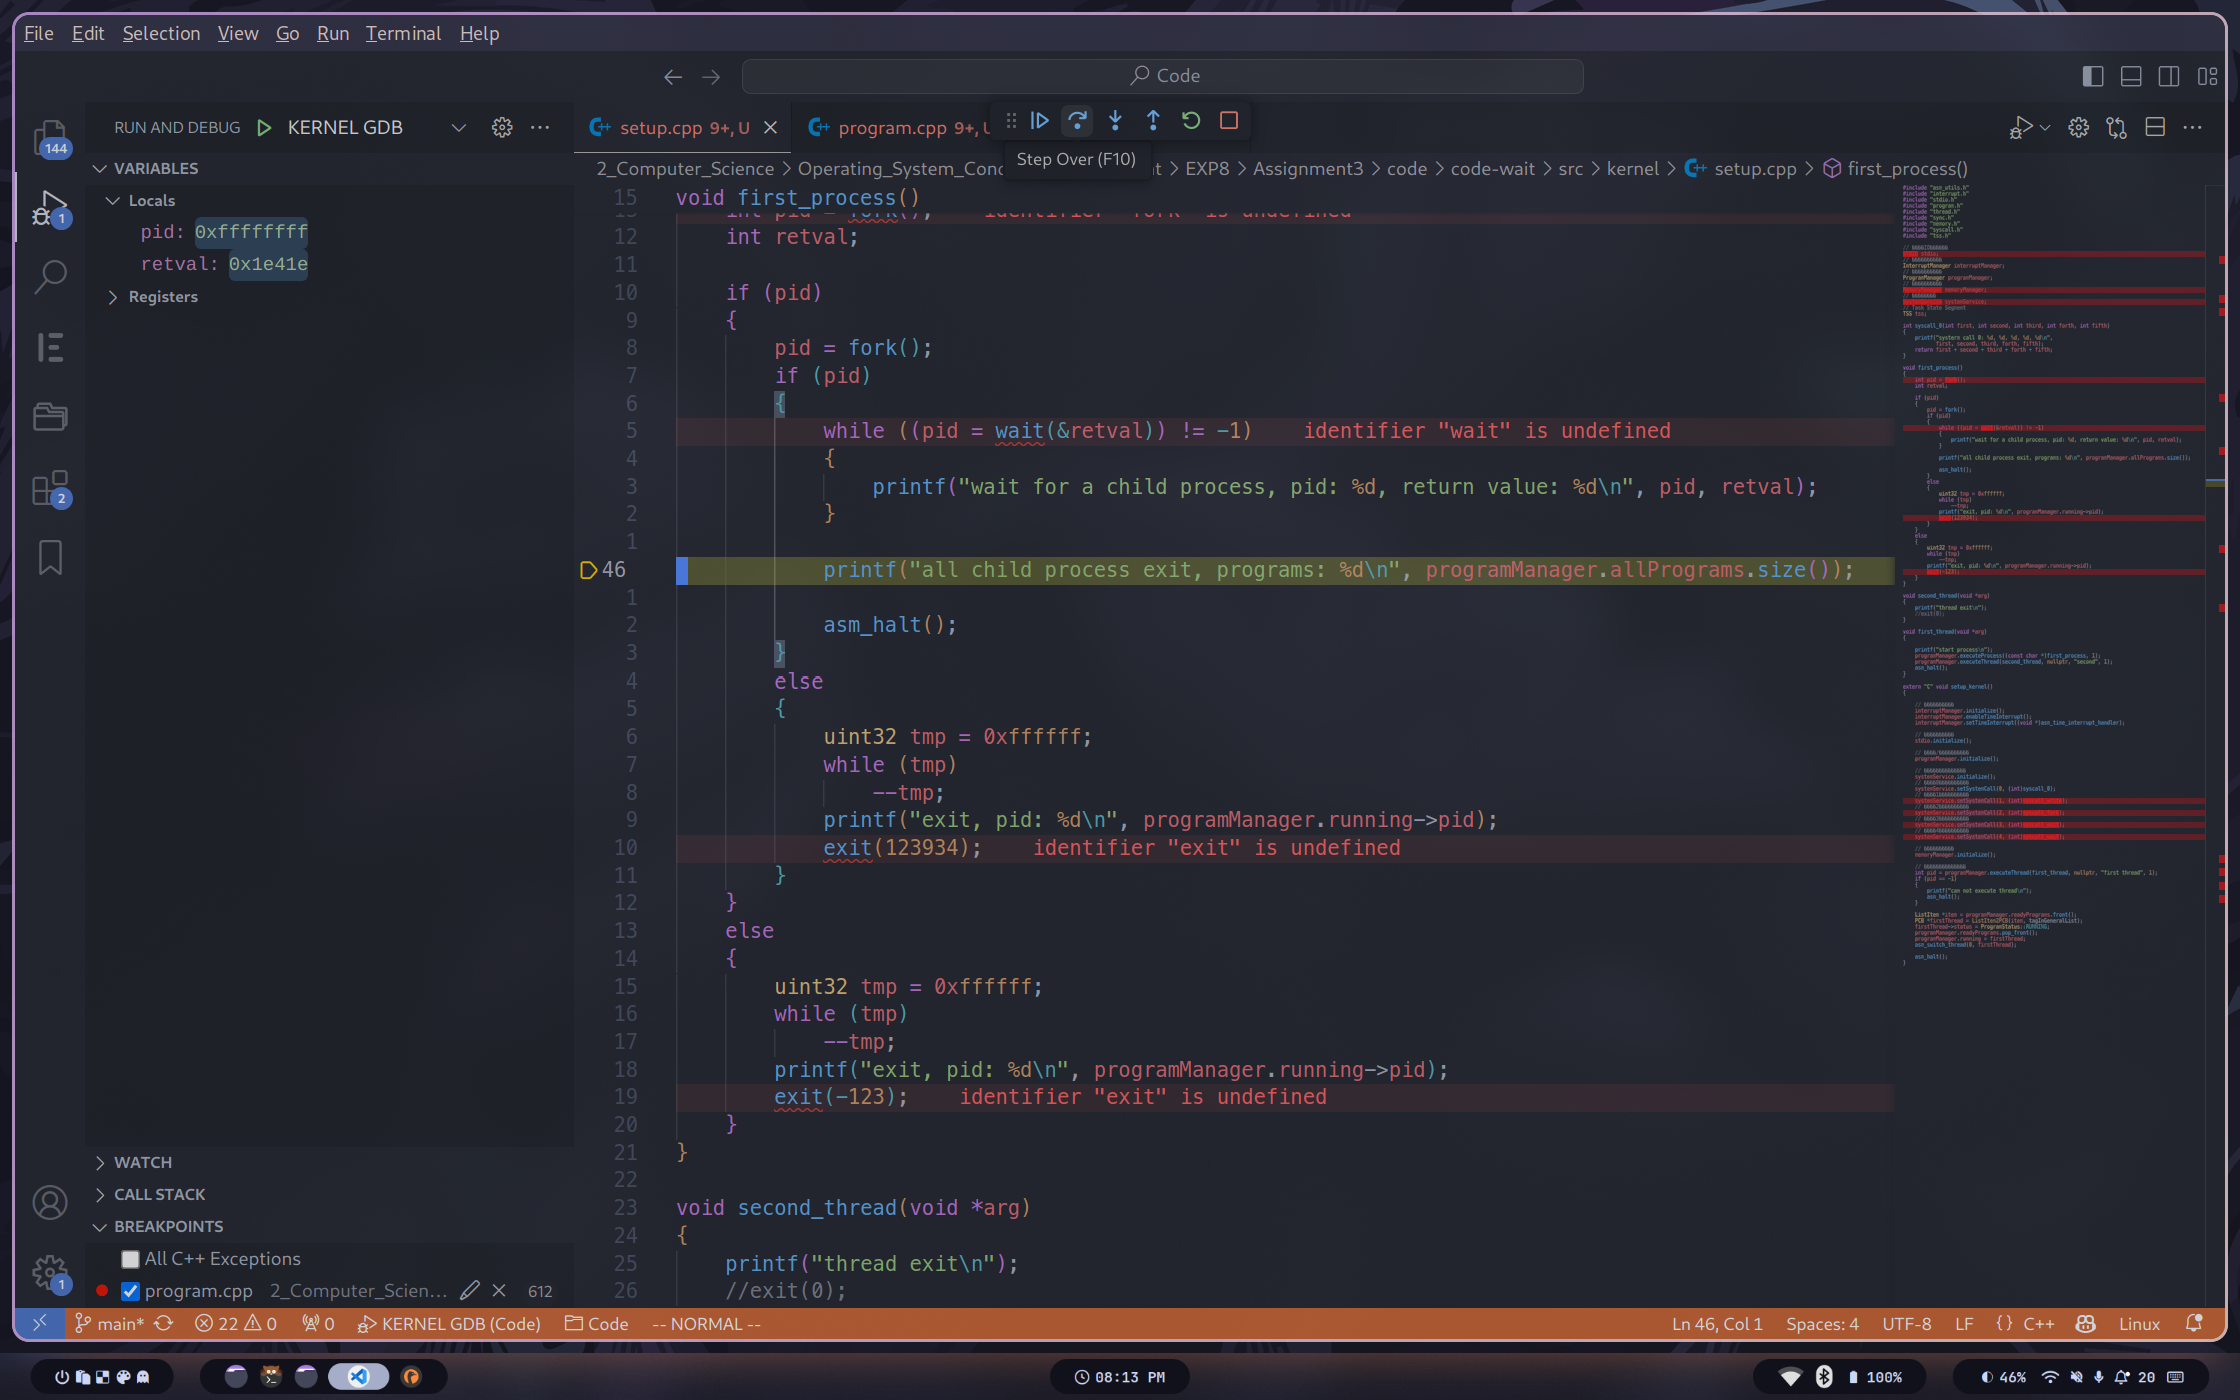 File Edit Selection View Go Run Terminal Help
Code
144
1
2
1
RUN AND DEBUG KERNEL GDB
VARIABLES
Locals
pid: 0xffffffff
retval: 0x1e41e
Registers
WATCH
CALL STACK
BREAKPOINTS
All C++ Exceptions
program.cpp 2_Computer_Scien... 612
setup.cpp 9+, U
program.cpp 9+, U
Step Over (F10)
2_Computer_Science > Operating_System_Conc t > EXP8 > Assignment3 > code > code-wait > src > kernel > setup.cpp > first_process()
15 void first_process()
13 int pid = fork(); identifier "fork" is undefined
12 int retval;
11
10 if (pid)
9 {
8 pid = fork();
7 if (pid)
6 {
5 while ((pid = wait(&retval)) != -1) identifier "wait" is undefined
4 {
3 printf("wait for a child process, pid: %d, return value: %d\n", pid, retval);
2 }
1
46 printf("all child process exit, programs: %d\n", programManager.allPrograms.size());
1
2 asm_halt();
3 }
4 else
5 {
6 uint32 tmp = 0xffffff;
7 while (tmp)
8 --tmp;
9 printf("exit, pid: %d\n", programManager.running->pid);
10 exit(123934); identifier "exit" is undefined
11 }
12 }
13 else
14 {
15 uint32 tmp = 0xffffff;
16 while (tmp)
17 --tmp;
18 printf("exit, pid: %d\n", programManager.running->pid);
19 exit(-123); identifier "exit" is undefined
20 }
21 }
22
23 void second_thread(void *arg)
24 {
25 printf("thread exit\n");
26 //exit(0);
main* 22 0 0 KERNEL GDB (Code) Code -- NORMAL -- Ln 46, Col 1 Spaces: 4 UTF-8 LF {} C++ Linux
08:13 PM 100% 46% 20